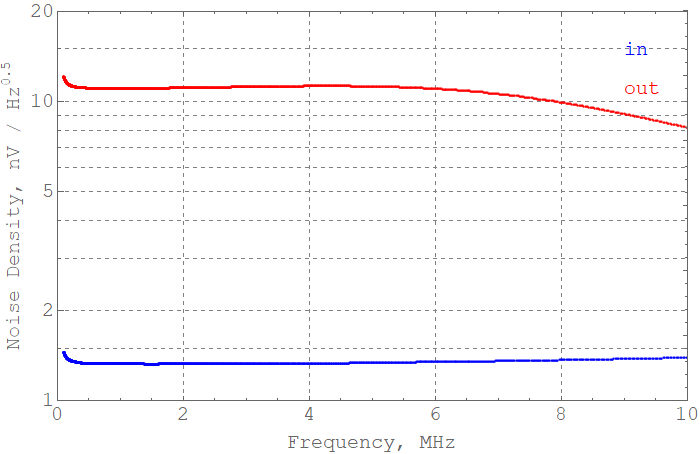 20
10
5
2
1
0 2 4 6 8 10
Frequency, MHz
Noise Density, nV / Hz^0.5
in
out